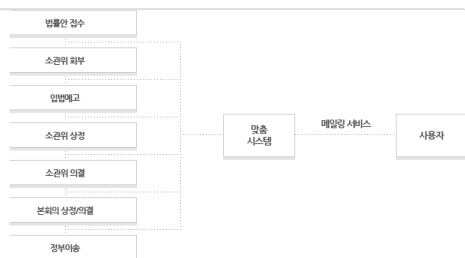 법률안 접수
소관위 회부
입법예고
소관위 상정
소관위 의결
본회의 상정/의결
정부이송
맞춤
시스템
메일링 서비스
사용자